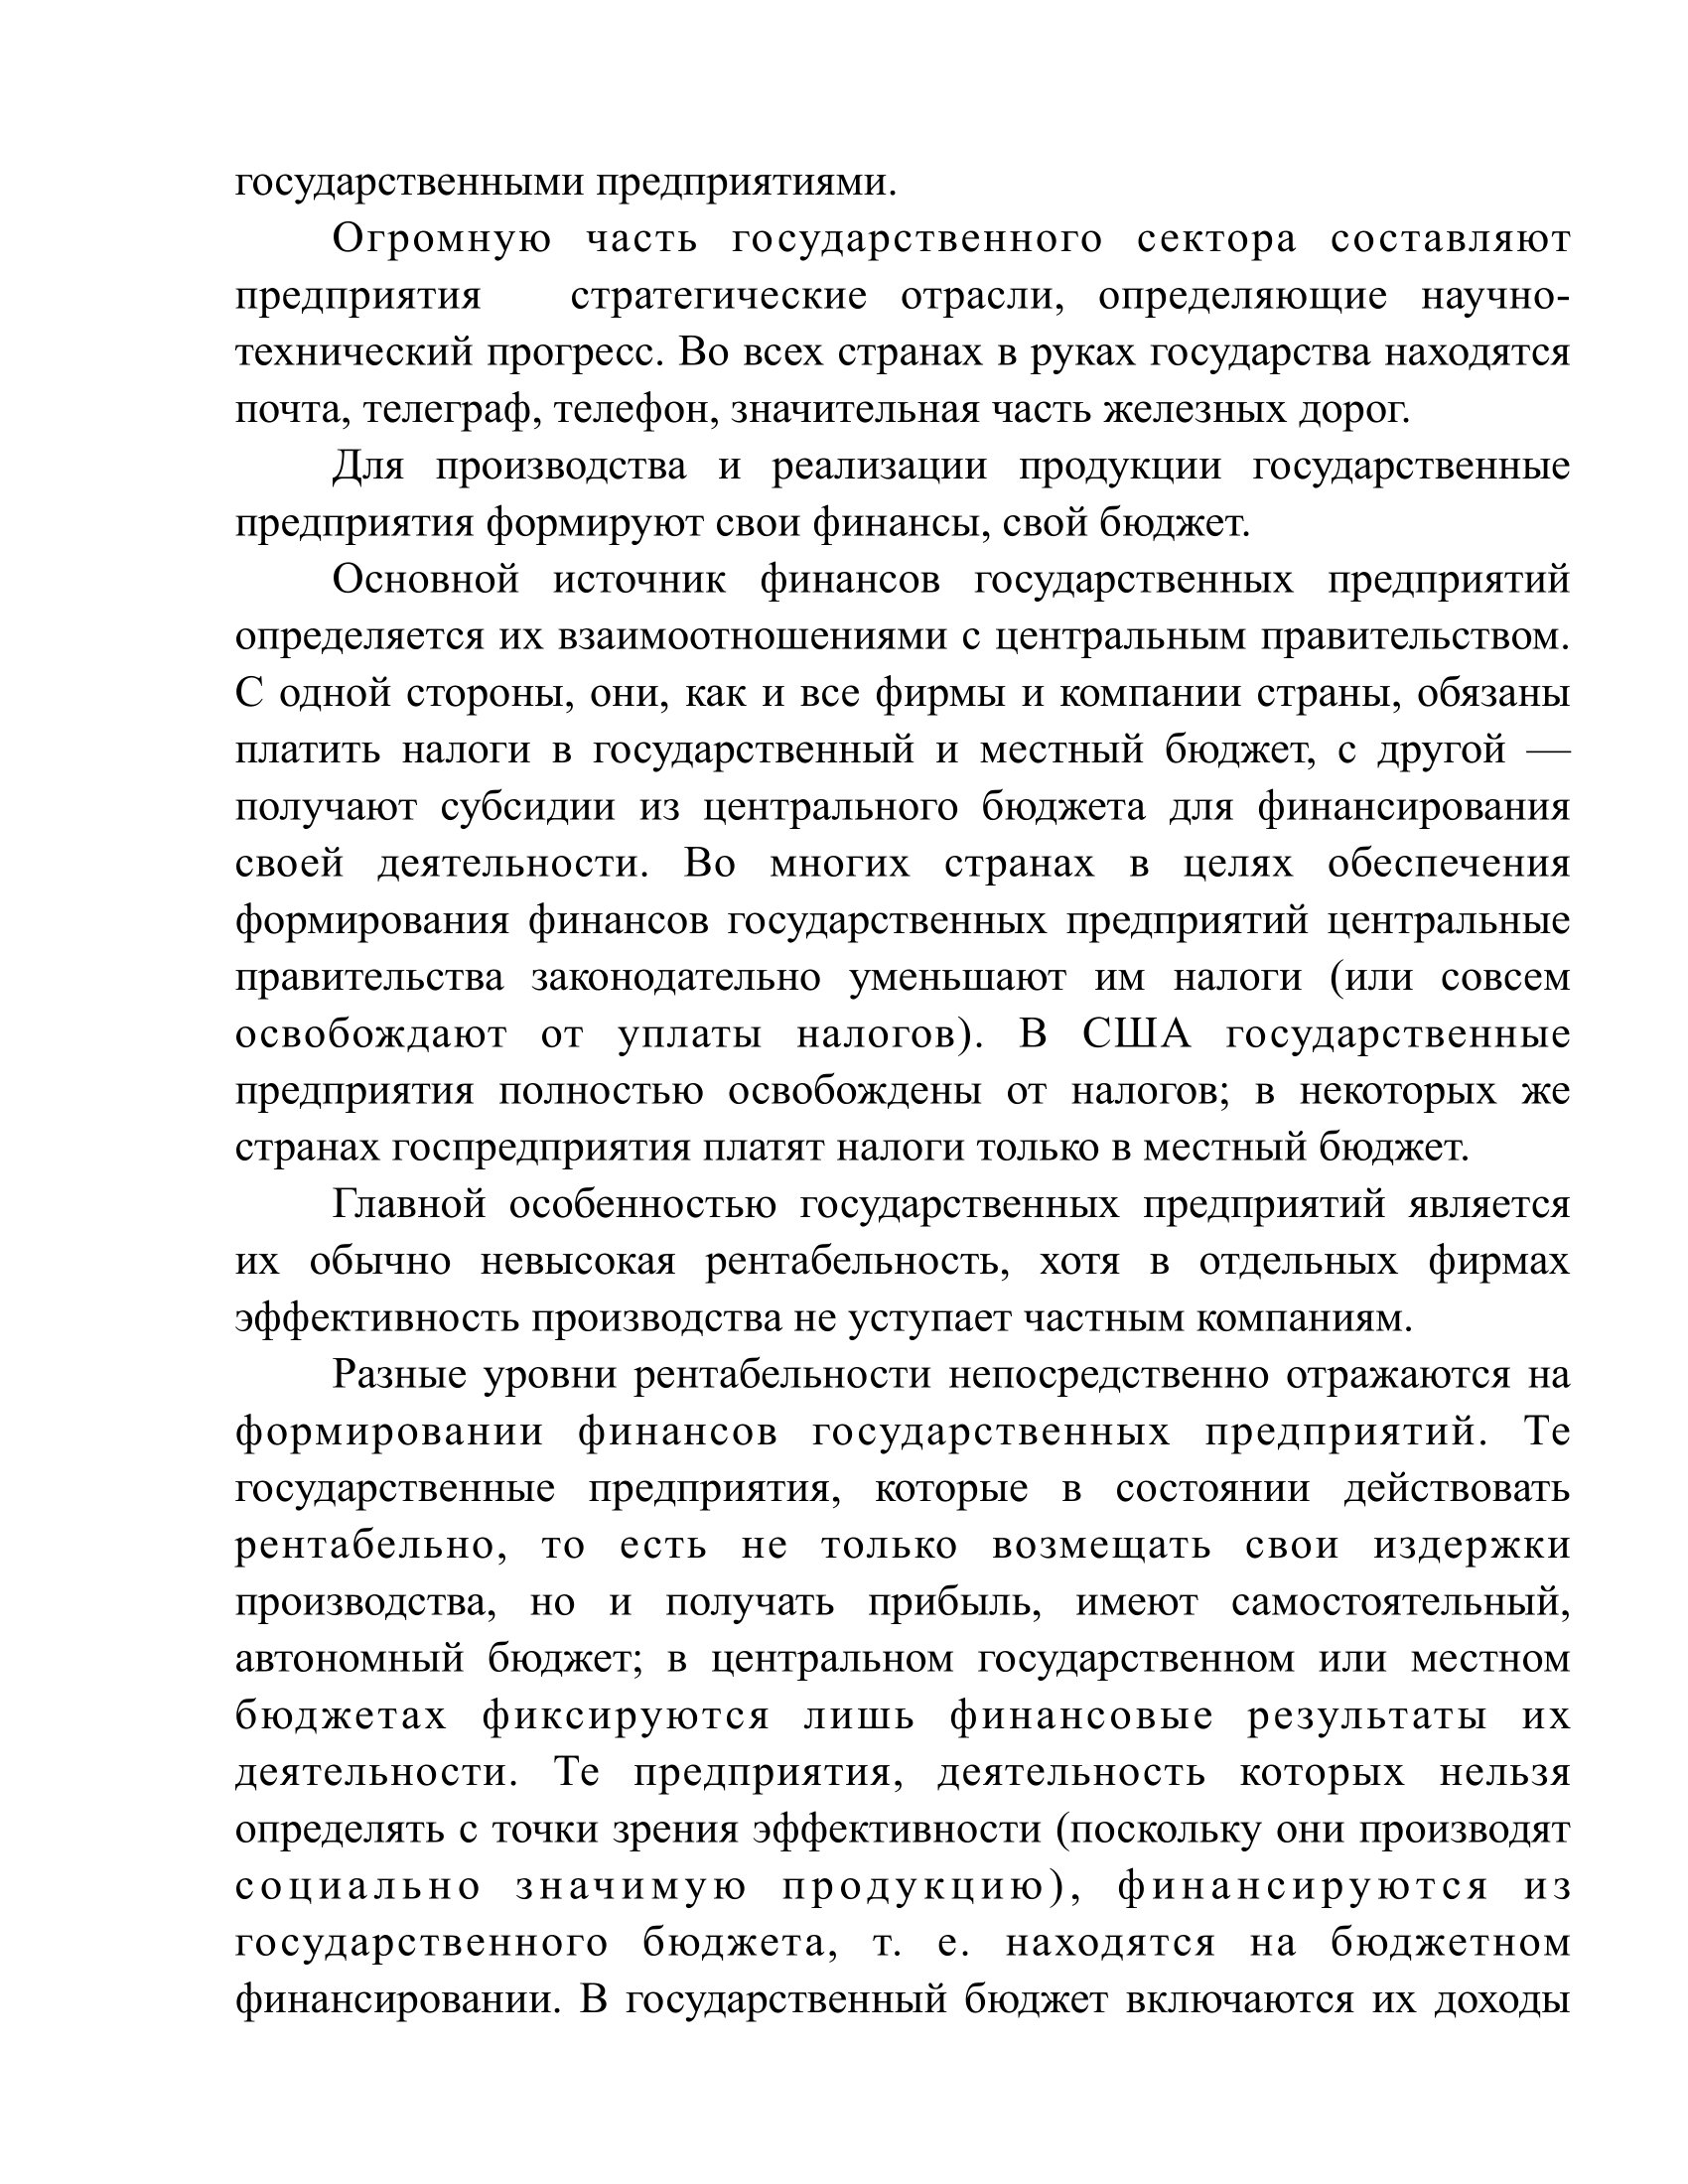 государственными предприятиями.
Огромную часть государственного сектора составляют
предприятия стратегические отрасли, определяющие научно-
технический прогресс. Во всех странах в руках государства находятся
почта, телеграф, телефон, значительная часть железных дорог.
Для производства и реализации продукции государственные
предприятия формируют свои финансы, свой бюджет.
Основной источник финансов государственных предприятий
определяется их взаимоотношениями с центральным правительством.
С одной стороны, они, как и все фирмы и компании страны, обязаны
платить налоги в государственный и местный бюджет, с другой —
получают субсидии из центрального бюджета для финансирования
своей деятельности. Во многих странах в целях обеспечения
формирования финансов государственных предприятий центральные
правительства законодательно уменьшают им налоги (или совсем
освобождают от уплаты налогов). В США государственные
предприятия полностью освобождены от налогов; в некоторых же
странах госпредприятия платят налоги только в местный бюджет.
Главной особенностью государственных предприятий является
их обычно невысокая рентабельность, хотя в отдельных фирмах
эффективность производства не уступает частным компаниям.
Разные уровни рентабельности непосредственно отражаются на
формировании финансов государственных предприятий. Те
государственные предприятия, которые в состоянии действовать
рентабельно, то есть не только возмещать свои издержки
производства, но и получать прибыль, имеют самостоятельный,
автономный бюджет; в центральном государственном или местном
бюджетах фиксируются лишь финансовые результаты их
деятельности. Те предприятия, деятельность которых нельзя
определять с точки зрения эффективности (поскольку они производят
социально значимую продукцию), финансируются из
государственного бюджета, т. е. находятся на бюджетном
финансировании. В государственный бюджет включаются их доходы